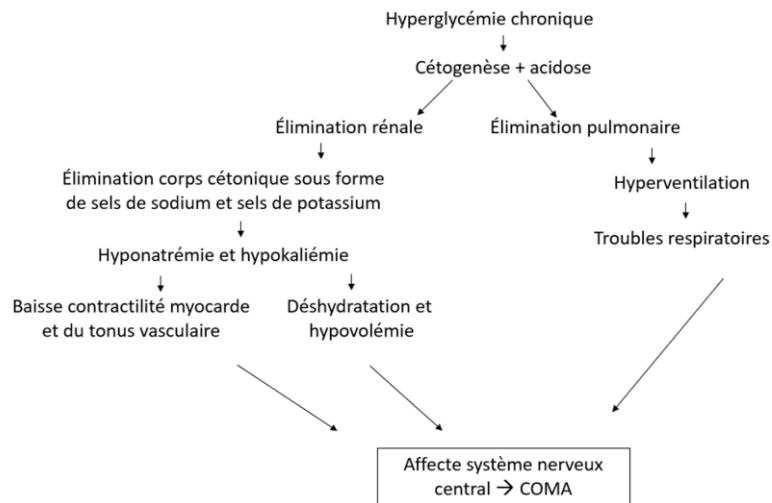 Hyperglycémie chronique
Cétogenèse + acidose
Élimination rénale
Élimination pulmonaire
Élimination corps cétonique sous forme
de sels de sodium et sels de potassium
Hyperventilation
Troubles respiratoires
Hyponatrémie et hypokaliémie
Baisse contractilité myocarde
et du tonus vasculaire
Déshydratation et
hypovolémie
Affecte système nerveux
central → COMA